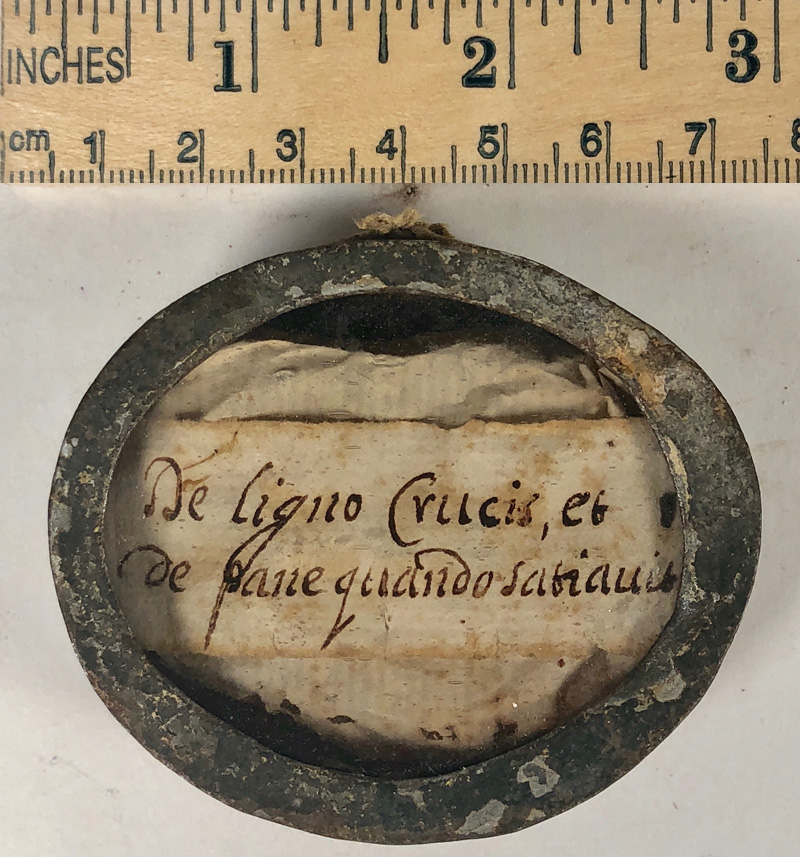 INCHES 1 2 3
cm 1 2 3 4 5 6 7 8
De ligno Crucis, et
de pane quando satiauit